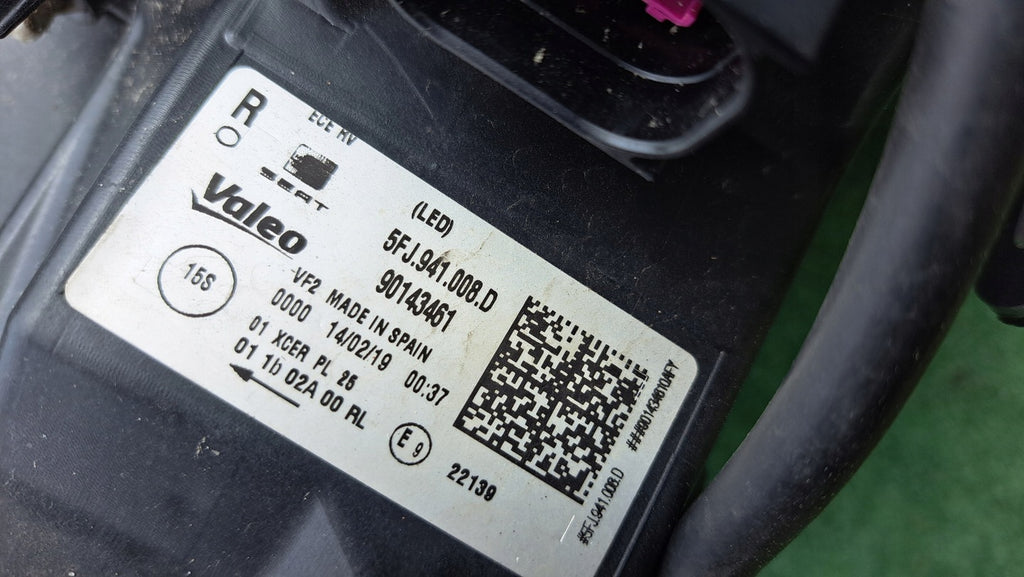 R
ECE RV
SEAT
Valeo
(LED)
5FJ.941.008.D
90143461
15S
VF2 MADE IN SPAIN
0000 14/02/19 00:37
01 XCER PL 25
01 1b 02A 00 RL
E9
22139
#5FJ.941.008.D